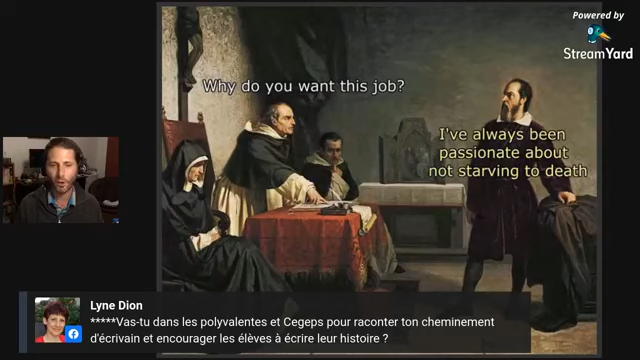 Powered by
StreamYard
Why do you want this job?
I've always been
passionate about
not starving to death
Lyne Dion
*****Vas-tu dans les polyvalentes et Cegeps pour raconter ton cheminement
d'écrivain et encourager les élèves à écrire leur histoire ?